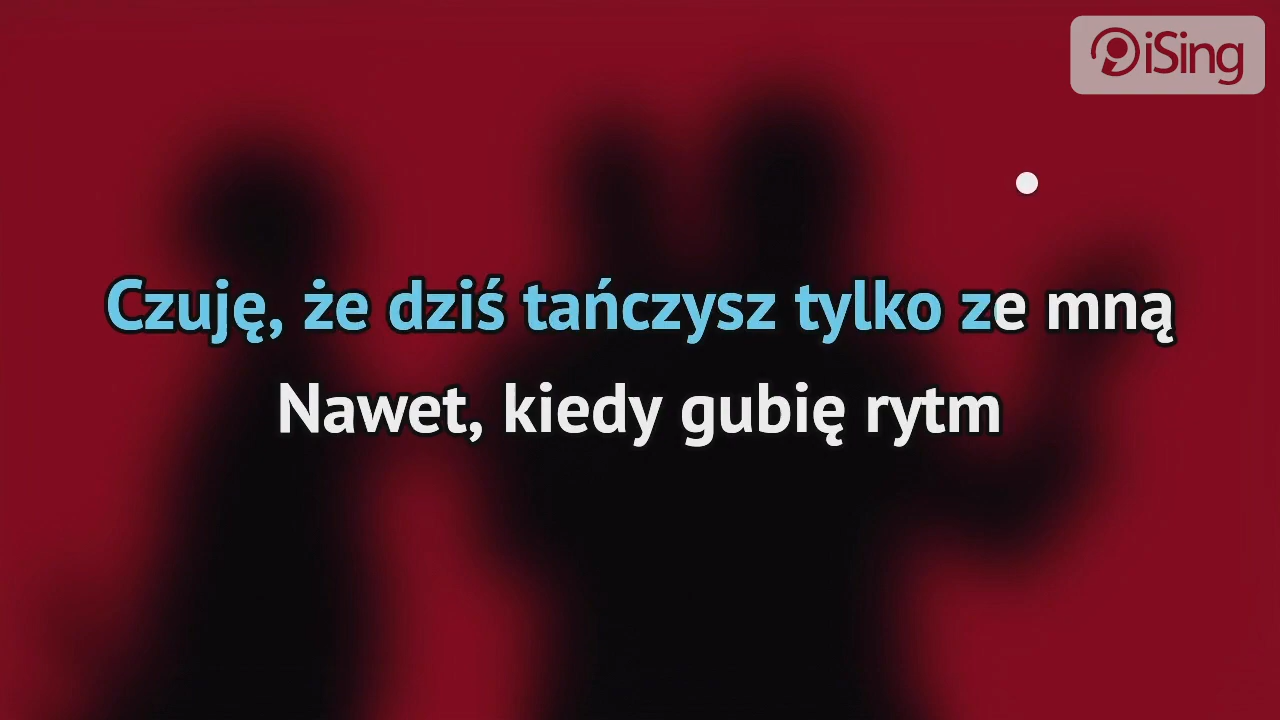 iSing
Czuję, że dziś tańczysz tylko ze mną
Nawet, kiedy gubię rytm